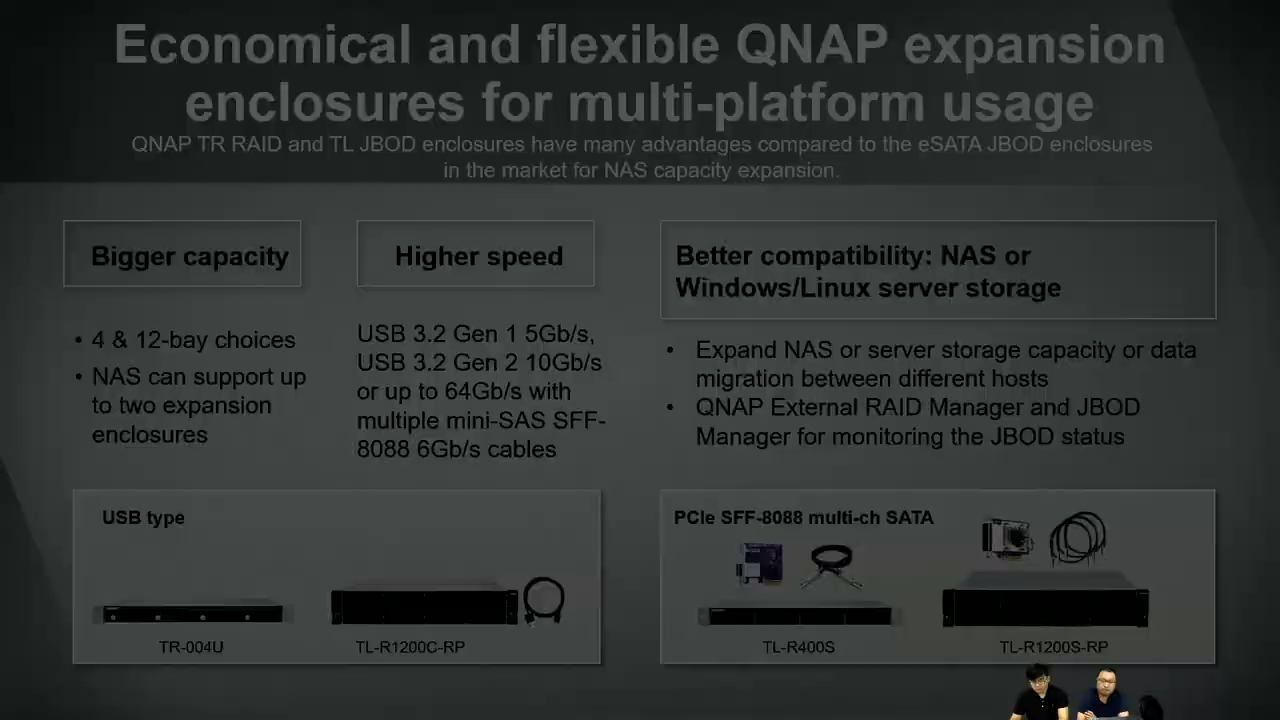 Economical and flexible QNAP expansion
enclosures for multi-platform usage
QNAP TR RAID and TL JBOD enclosures have many advantages compared to the eSATA JBOD enclosures
in the market for NAS capacity expansion.
Bigger capacity
• 4 & 12-bay choices
• NAS can support up
to two expansion
enclosures
Higher speed
USB 3.2 Gen 1 5Gb/s,
USB 3.2 Gen 2 10Gb/s
or up to 64Gb/s with
multiple mini-SAS SFF-
8088 6Gb/s cables
Better compatibility: NAS or
Windows/Linux server storage
• Expand NAS or server storage capacity or data
migration between different hosts
• QNAP External RAID Manager and JBOD
Manager for monitoring the JBOD status
USB type
TR-004U
TL-R1200C-RP
PCIe SFF-8088 multi-ch SATA
TL-R400S
TL-R1200S-RP